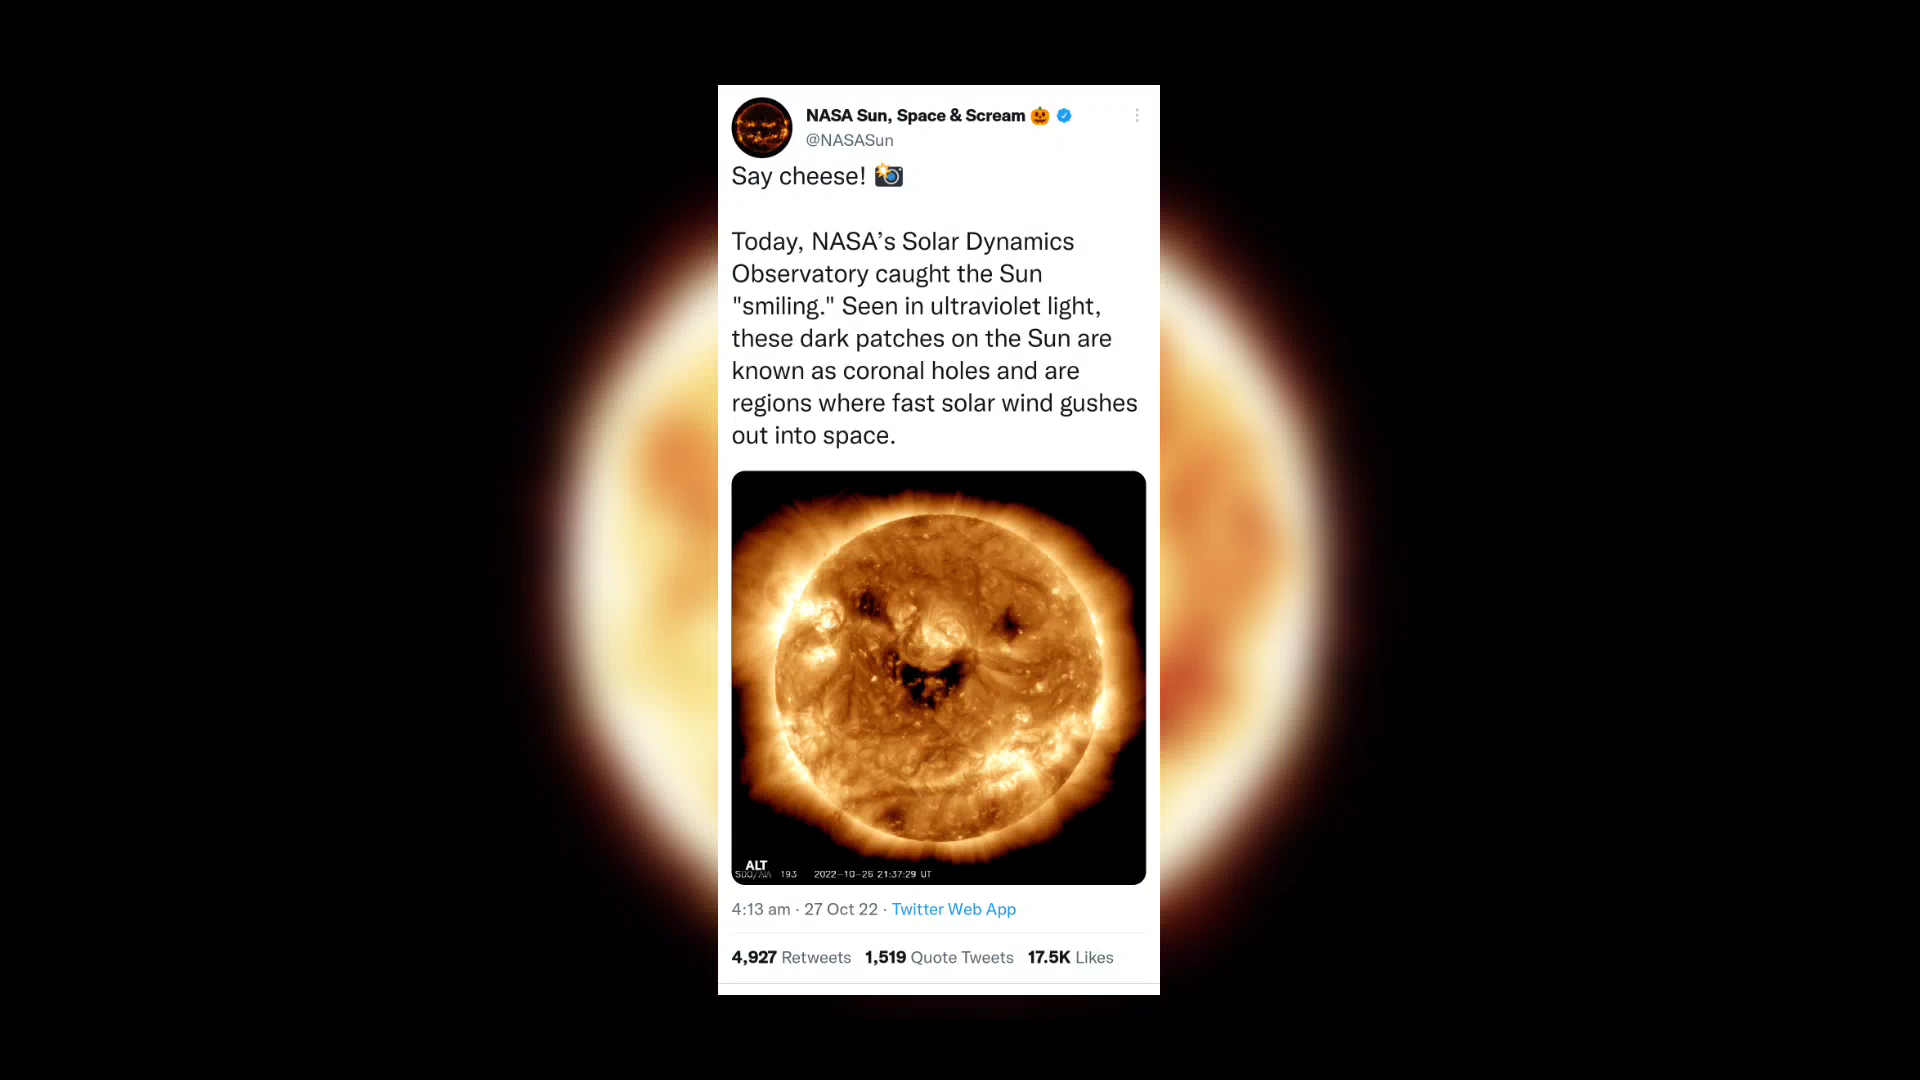 NASA Sun, Space & Scream 🎃
@NASASun
Say cheese! 📸
Today, NASA’s Solar Dynamics
Observatory caught the Sun
"smiling." Seen in ultraviolet light,
these dark patches on the Sun are
known as coronal holes and are
regions where fast solar wind gushes
out into space.
ALT
SDO/AIA 193 2022-10-26 21:37:29 UT
4:13 am · 27 Oct 22 · Twitter Web App
4,927 Retweets 1,519 Quote Tweets 17.5K Likes